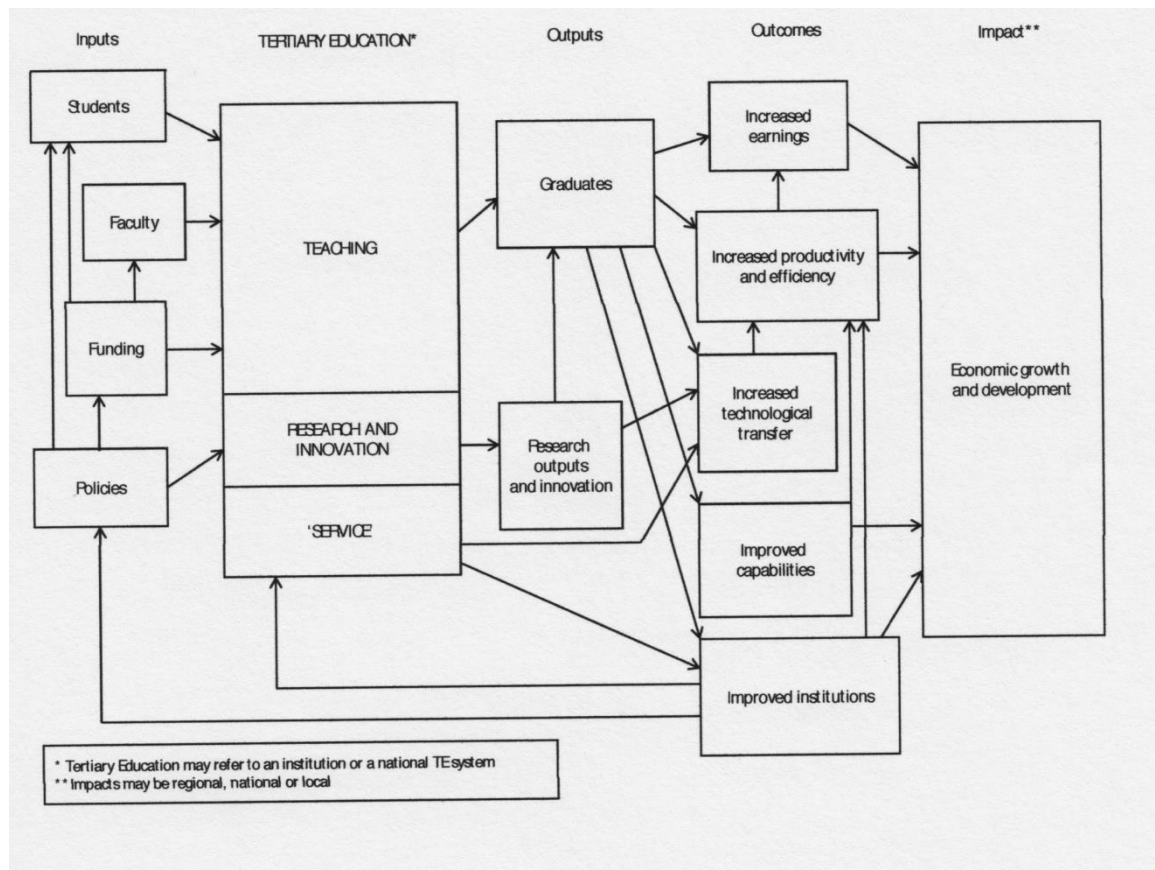 Inputs
TERTIARY EDUCATION*
Outputs
Outcomes
Impact**
Students
Faculty
Funding
Policies
TEACHING
RESEARCH AND
INNOVATION
'SERVICE'
Graduates
Research
outputs
and innovation
Increased
earnings
Increased productivity
and efficiency
Increased
technological
transfer
Improved
capabilities
Improved institutions
Economic growth
and development
* Tertiary Education may refer to an institution or a national TE system
** Impacts may be regional, national or local